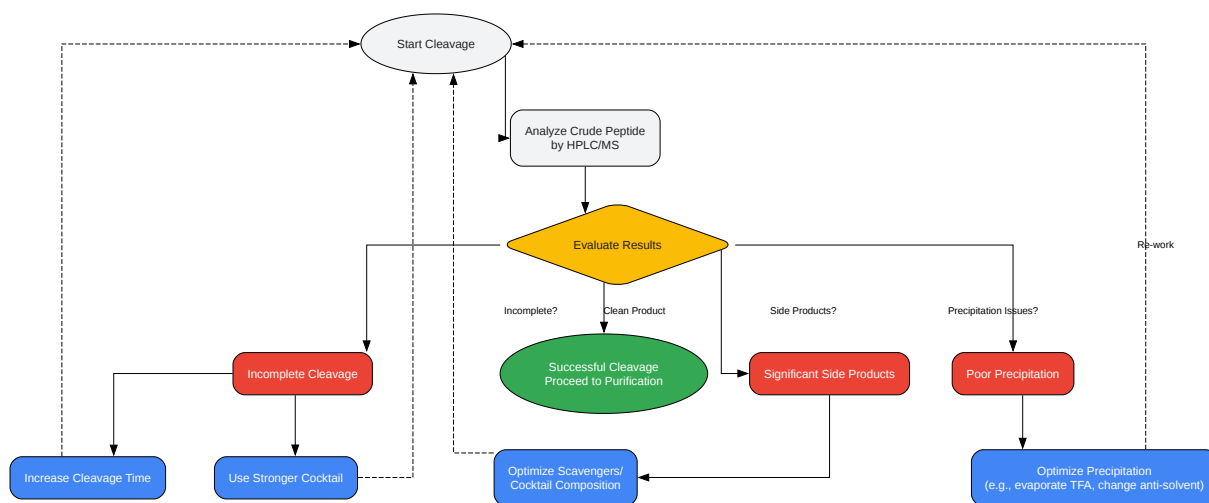 Start Cleavage
Analyze Crude Peptide
by HPLC/MS
Evaluate Results
Re-work
Incomplete?
Clean Product
Side Products?
Precipitation Issues?
Incomplete Cleavage
Successful Cleavage
Proceed to Purification
Significant Side Products
Poor Precipitation
Increase Cleavage Time
Use Stronger Cocktail
Optimize Scavengers/
Cocktail Composition
Optimize Precipitation
(e.g., evaporate TFA, change anti-solvent)